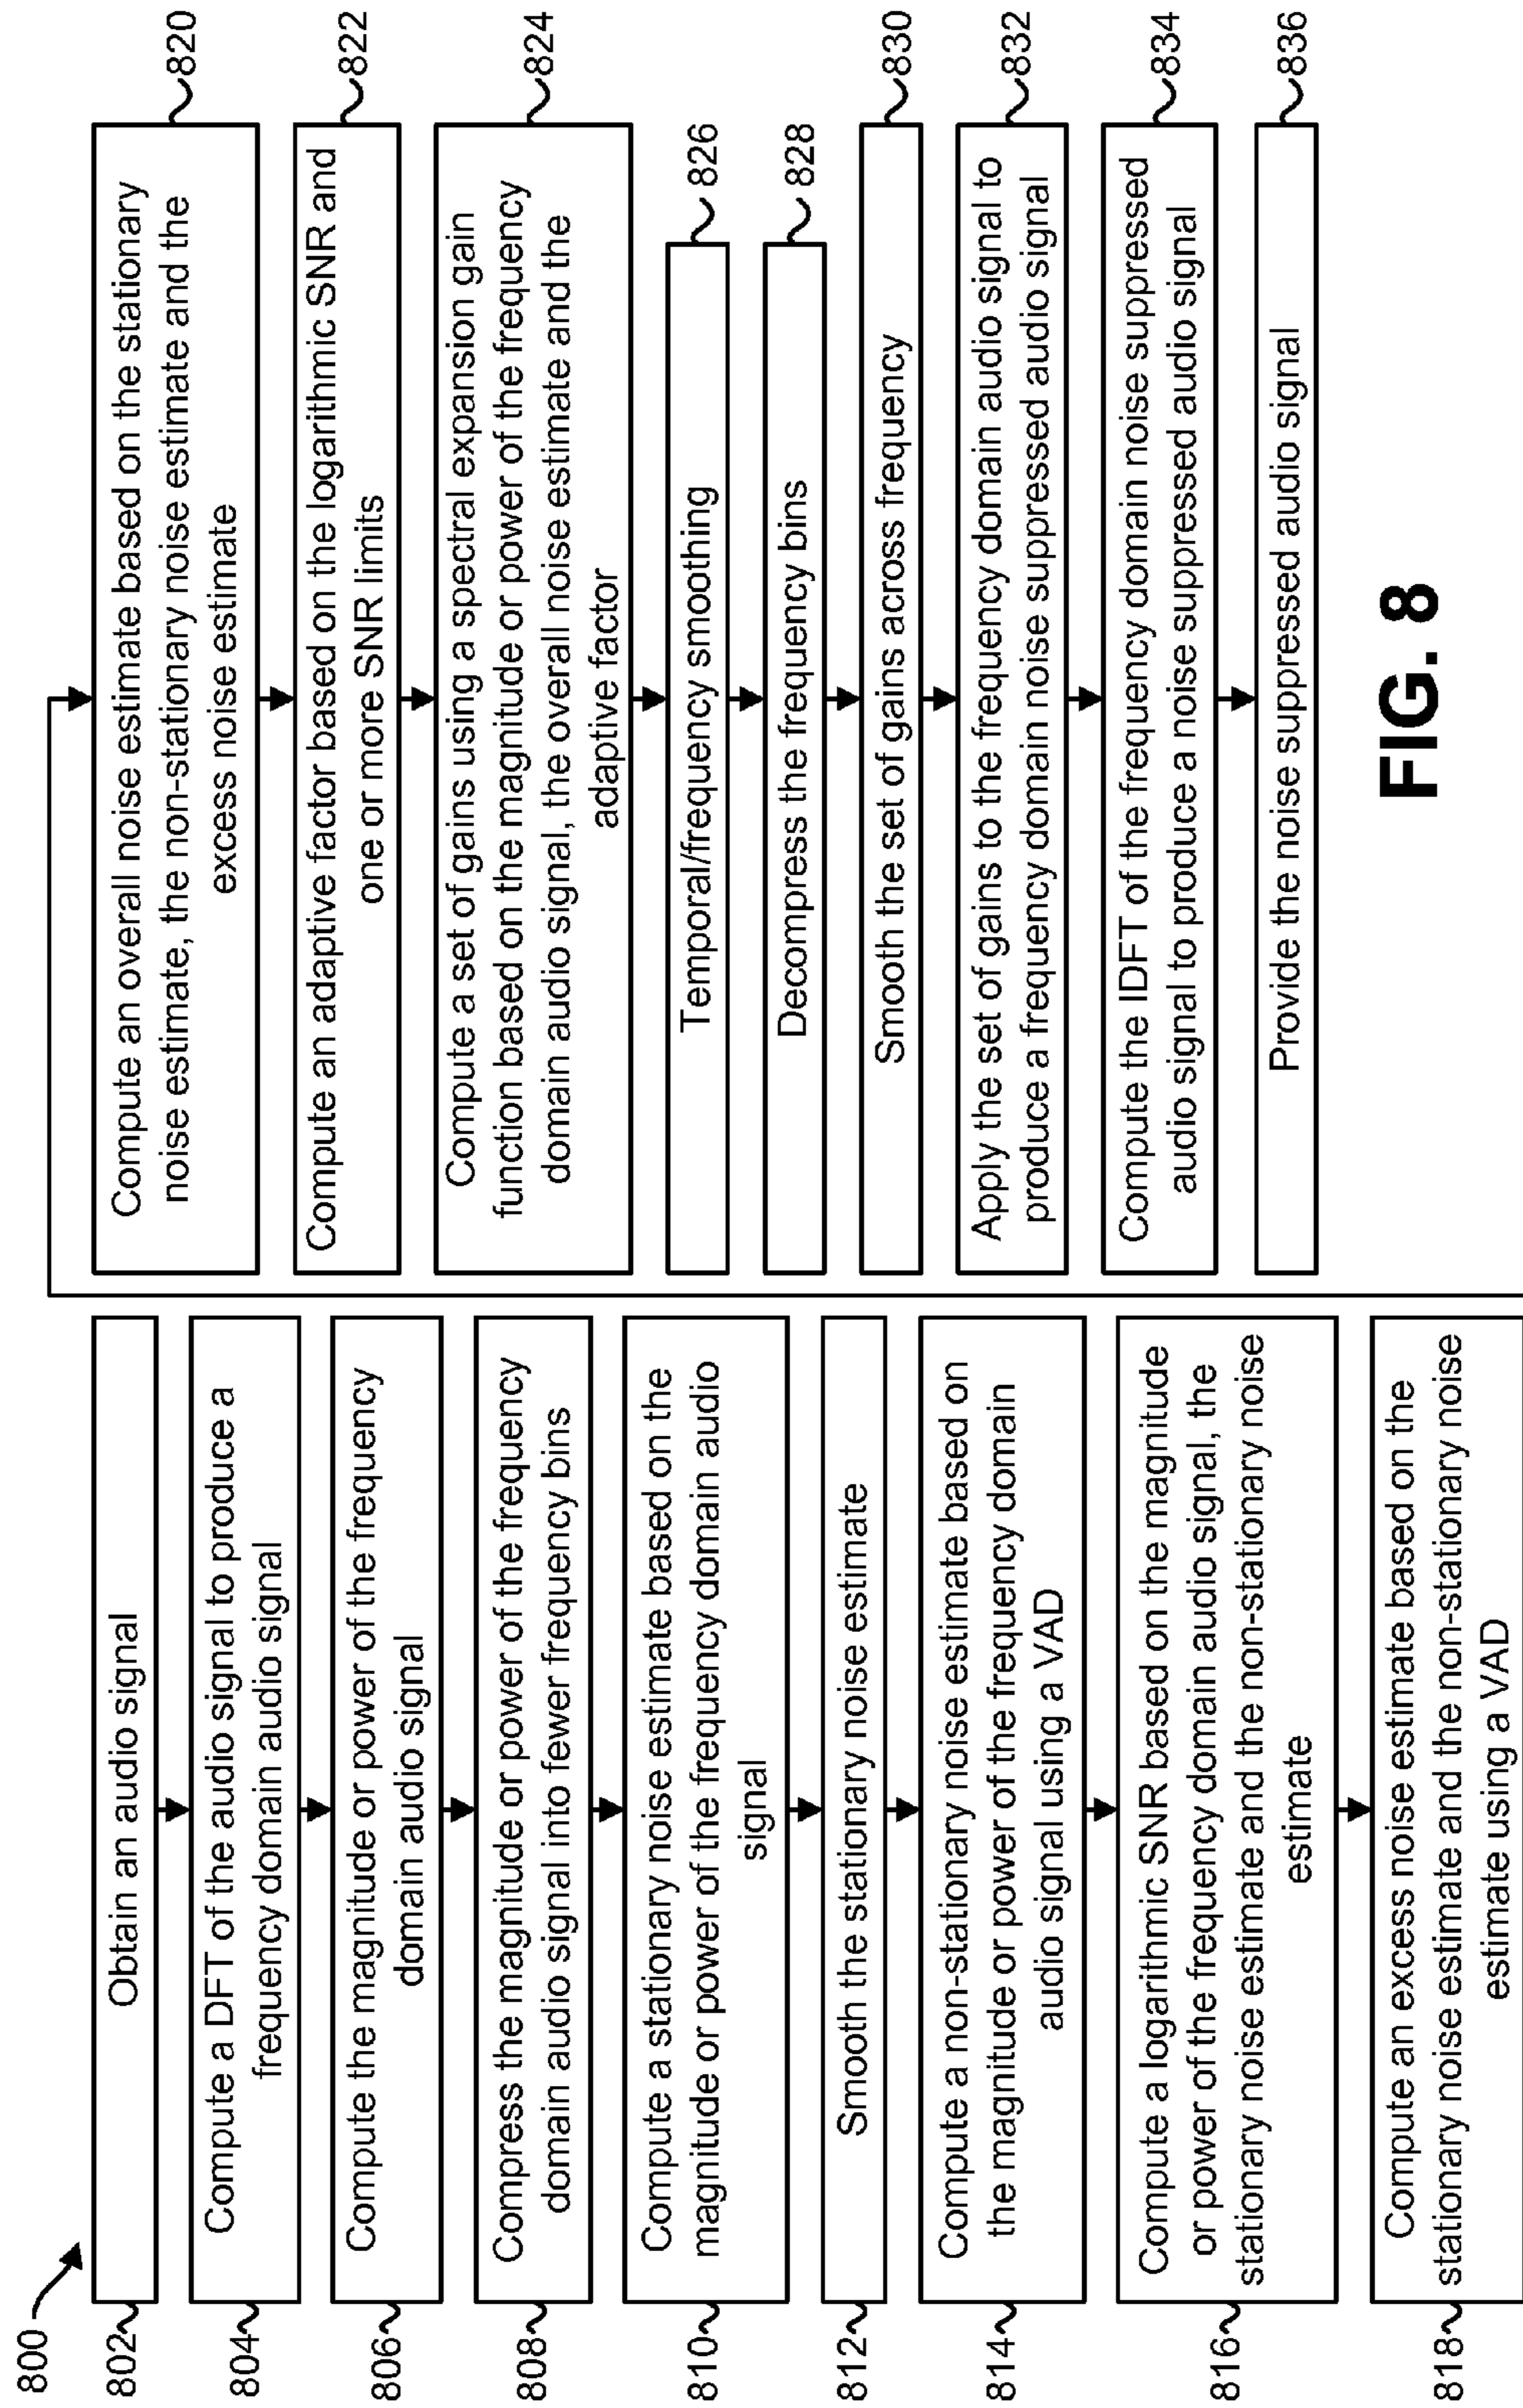 800
802
Obtain an audio signal
804
Compute a DFT of the audio signal to produce a
frequency domain audio signal
806
Compute the magnitude or power of the frequency
domain audio signal
808
Compress the magnitude or power of the frequency
domain audio signal into fewer frequency bins
810
Compute a stationary noise estimate based on the
magnitude or power of the frequency domain audio
signal
812
Smooth the stationary noise estimate
814
Compute a non-stationary noise estimate based on
the magnitude or power of the frequency domain
audio signal using a VAD
816
Compute a logarithmic SNR based on the magnitude
or power of the frequency domain audio signal, the
stationary noise estimate and the non-stationary noise
estimate
818
Compute an excess noise estimate based on the
stationary noise estimate and the non-stationary noise
estimate using a VAD
Compute an overall noise estimate based on the stationary
noise estimate, the non-stationary noise estimate and the
excess noise estimate
820
Compute an adaptive factor based on the logarithmic SNR and
one or more SNR limits
822
Compute a set of gains using a spectral expansion gain
function based on the magnitude or power of the frequency
domain audio signal, the overall noise estimate and the
adaptive factor
824
Temporal/frequency smoothing
826
Decompress the frequency bins
828
Smooth the set of gains across frequency
830
Apply the set of gains to the frequency domain audio signal to
produce a frequency domain noise suppressed audio signal
832
Compute the IDFT of the frequency domain noise suppressed
audio signal to produce a noise suppressed audio signal
834
Provide the noise suppressed audio signal
836
FIG. 8